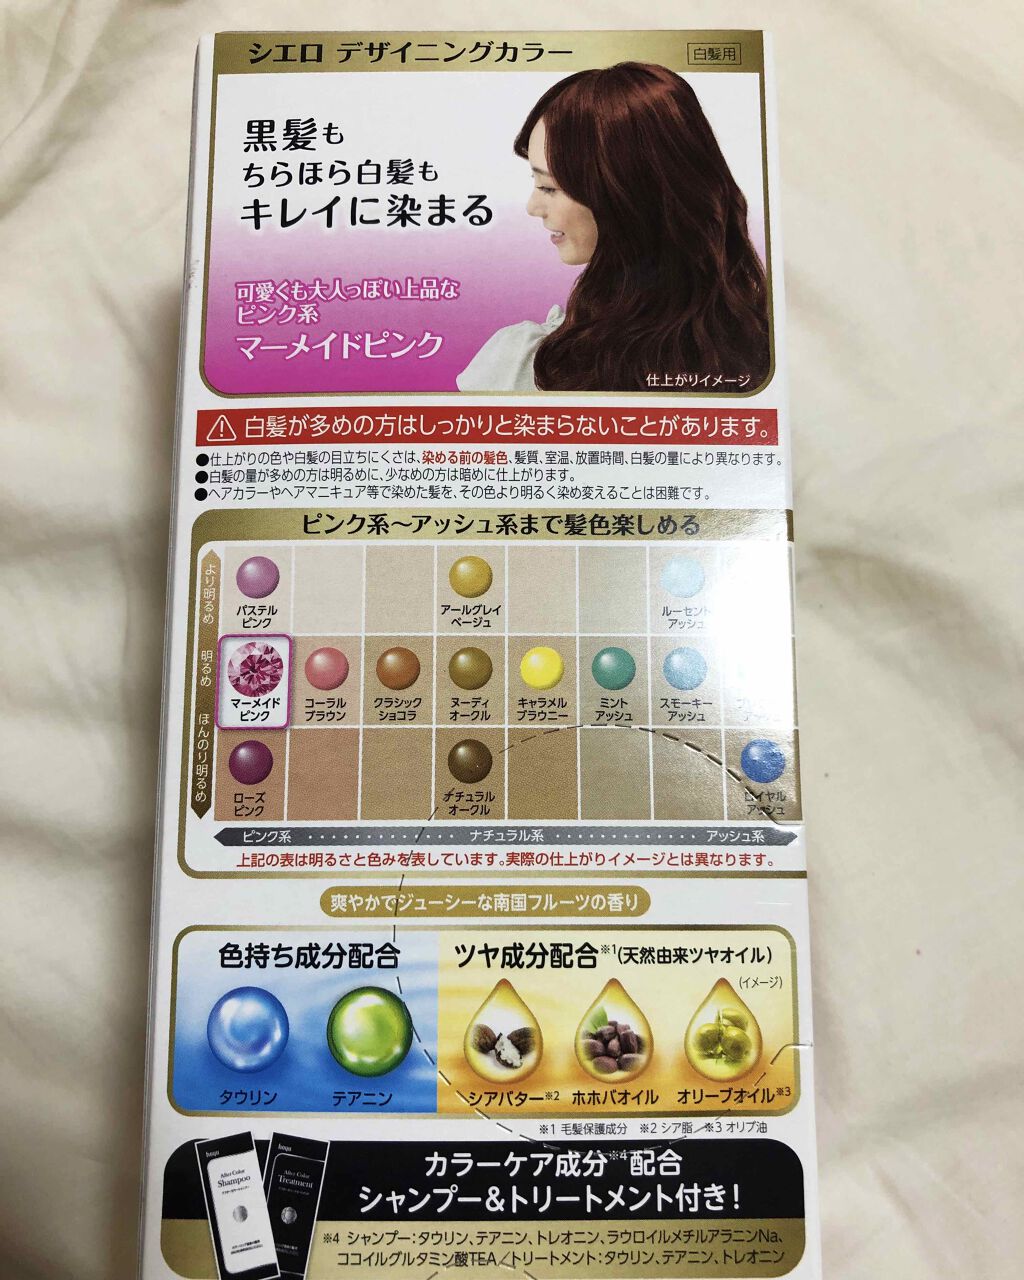 シエロ デザイニングカラー
白髪用
黒髪も
ちらほら白髪も
キレイに染まる
可愛くも大人っぽい上品な
ピンク系
マーメイドピンク
仕上がりイメージ
白髪が多めの方はしっかりと染まらないことがあります。
●仕上がりの色や白髪の目立ちにくさは、染める前の髪色、髪質、室温、放置時間、白髪の量により異なります。
●白髪の量が多めの方は明るめに、少なめの方は暗めに仕上がります。
●ヘアカラーやヘアマニキュア等で染めた髪を、その色より明るく染め変えることは困難です。
ピンク系〜アッシュ系まで髪色楽しめる
より明るめ
パステル
ピンク
アールグレイ
ベージュ
ルーセント
アッシュ
明るめ
マーメイド
ピンク
コーラル
ブラウン
クラシック
ショコラ
ヌーディ
オークル
キャラメル
ブラウニー
ミント
アッシュ
スモーキー
アッシュ
ほんのり明るめ
ローズ
ピンク
ナチュラル
オークル
ロイヤル
アッシュ
ピンク系
ナチュラル系
アッシュ系
上記の表は明るさと色みを表しています。実際の仕上がりイメージとは異なります。
爽やかでジューシーな南国フルーツの香り
色持ち成分配合
タウリン
テアニン
ツヤ成分配合※1(天然由来ツヤオイル)
(イメージ)
シアバター※2
ホホバオイル
オリーブオイル※3
※1 毛髪保護成分 ※2 シア脂 ※3 オリブ油
hoyu
After Color
Shampoo
hoyu
After Color
Treatment
カラーケア成分※4配合
シャンプー&トリートメント付き!
※4 シャンプー:タウリン、テアニン、トレオニン、ラウロイルメチルアラニンNa、
ココイルグルタミン酸TEA/トリートメント:タウリン、テアニン、トレオニン